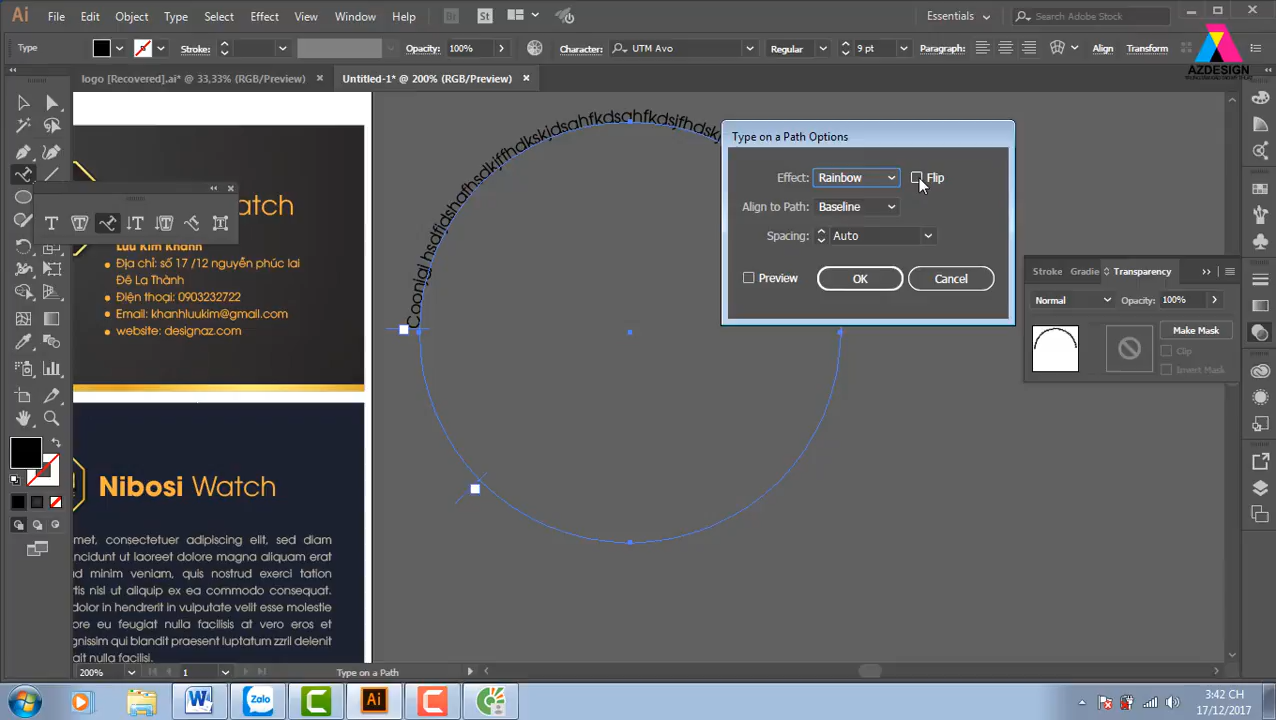 Ai File Edit Object Type Select Effect View Window Help Br St Essentials Search Adobe Stock
Type Stroke: Opacity: 100% Character: UTM Avo Regular 9 pt Paragraph: Align Transform
AZDESIGN
logo [Recovered].ai* @ 33,33% (RGB/Preview) × Untitled-1* @ 200% (RGB/Preview) ×
Type on a Path Options
Effect: Rainbow Flip
Align to Path: Baseline
Spacing: Auto
Preview OK Cancel
Watch
Lưu Kim Khánh
Địa chỉ: số 17 /12 nguyễn phúc lai
Đê La Thành
Điện thoại: 0903232722
Email: khanhluukim@gmail.com
website: designaz.com
Stroke Gradie Transparency
Normal Opacity: 100%
Make Mask
Clip
Invert Mask
Nibosi Watch
met, consectetuer adipiscing elit, sed diam
ncidunt ut laoreet dolore magna aliquam erat
d minim veniam, quis nostrud exerci tation
rtis nisl ut aliquip ex ea commodo consequat.
dolor in hendrerit in vulputate velit esse molestie
ore eu feugiat nulla facilisis at vero eros et
gnissim qui blandit praesent luptatum zzril delenit
ait nulla facilisi.
200% 1 Type on a Path
W Zalo C Ai C
3:42 CH
17/12/2017